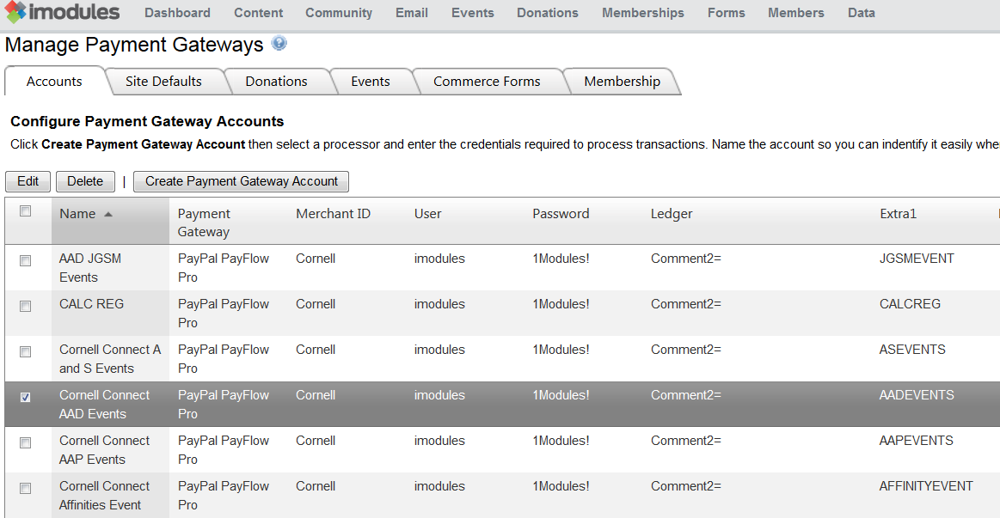 imodules Dashboard Content Community Email Events Donations Memberships Forms Members Data
Manage Payment Gateways ?
Accounts Site Defaults Donations Events Commerce Forms Membership
Configure Payment Gateway Accounts
Click Create Payment Gateway Account then select a processor and enter the credentials required to process transactions. Name the account so you can indentify it easily whe
Edit Delete | Create Payment Gateway Account
Name Payment Merchant ID User Password Ledger Extra1
Gateway
AAD JGSM PayPal PayFlow Cornell imodules 1Modules! Comment2= JGSMEVENT
Events Pro
CALC REG PayPal PayFlow Cornell imodules 1Modules! Comment2= CALCREG
Pro
Cornell Connect A PayPal PayFlow Cornell imodules 1Modules! Comment2= ASEVENTS
and S Events Pro
Cornell Connect PayPal PayFlow Cornell imodules 1Modules! Comment2= AADEVENTS
AAD Events Pro
Cornell Connect PayPal PayFlow Cornell imodules 1Modules! Comment2= AAPEVENTS
AAP Events Pro
Cornell Connect PayPal PayFlow Cornell imodules 1Modules! Comment2= AFFINITYEVENT
Affinities Event Pro